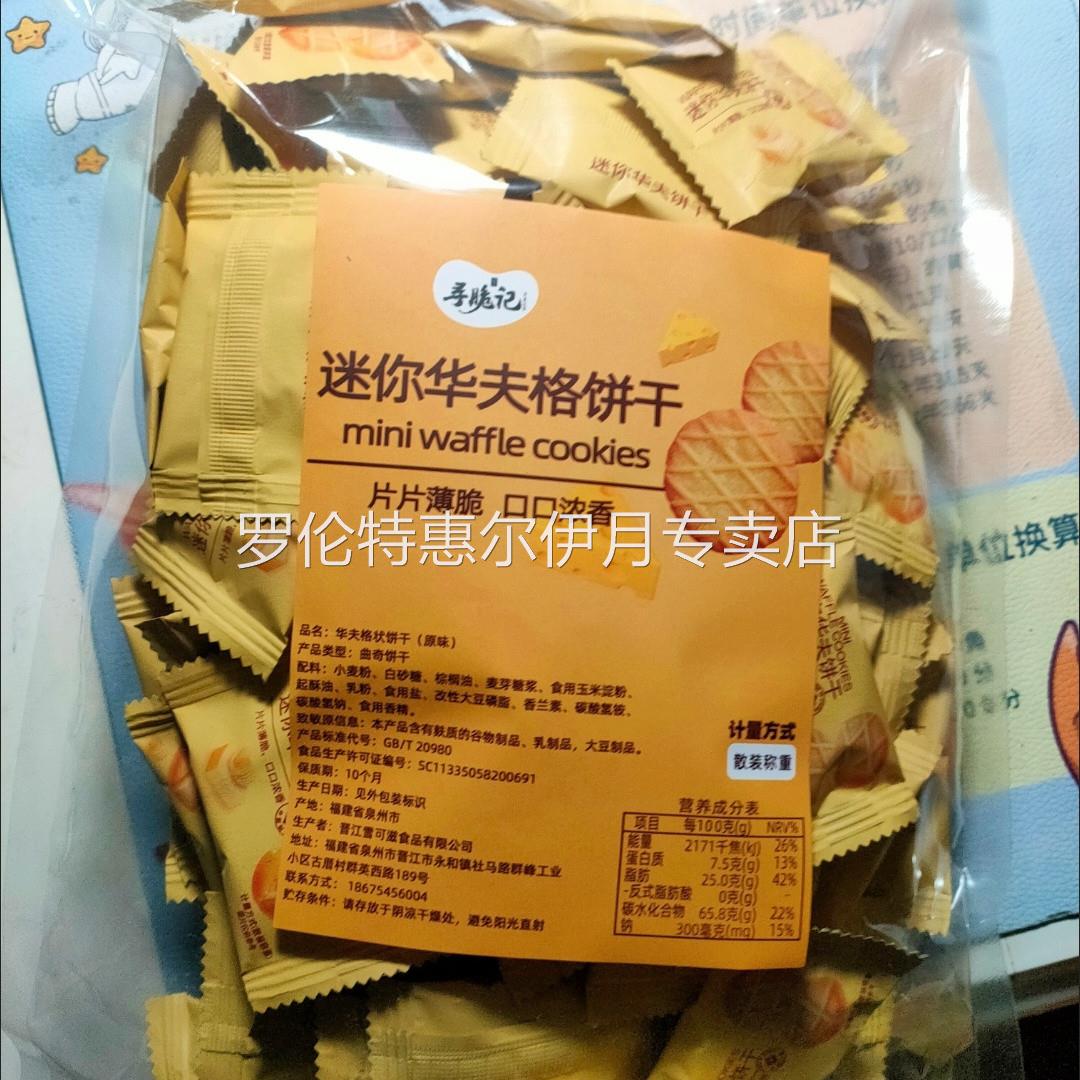 寻脆记
迷你华夫饼干
迷你华夫格饼干
mini waffle cookies
片片薄脆 口口浓香
罗伦特惠尔伊月专卖店
品名：华夫格状饼干（原味）
产品类型：曲奇饼干
配料：小麦粉、白砂糖、棕榈油、麦芽糖浆、食用玉米淀粉、
起酥油、乳粉、食用盐、改性大豆磷脂、香兰素、碳酸氢铵、
碳酸氢钠、食用香精。
致敏原信息：本产品含有麸质的谷物制品、乳制品，大豆制品。
产品标准代号：GB/T 20980
食品生产许可证编号：SC11335058200691
保质期：10个月
生产日期：见外包装标识
产地：福建省泉州市
生产者：晋江雪可滋食品有限公司
地址：福建省泉州市晋江市永和镇社马路群峰工业
小区古厝村群英西路189号
联系方式：18675456004
贮存条件：请存放于阴凉干燥处，避免阳光直射
计量方式
散装称重
营养成分表
项目 每100克(g) NRV%
能量 2171千焦(kj) 26%
蛋白质 7.5克(g) 13%
脂肪 25.0克(g) 42%
-反式脂肪酸 0克(g) -
碳水化合物 65.8克(g) 22%
钠 300毫克(mg) 15%
单位换算